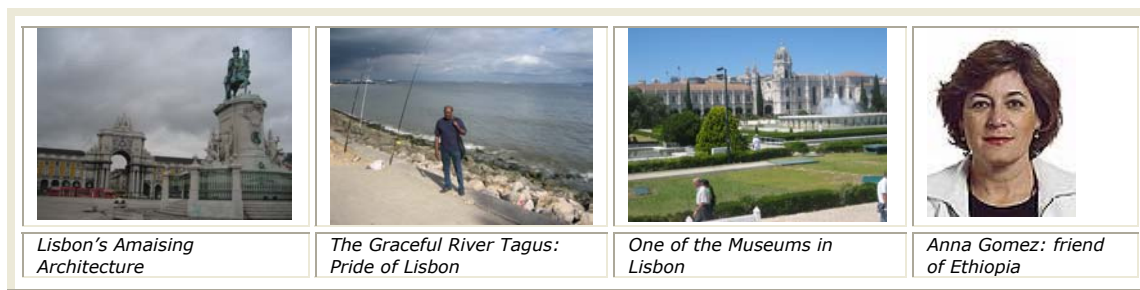 Lisbon's Amaising
Architecture
The Graceful River Tagus:
Pride of Lisbon
One of the Museums in
Lisbon
Anna Gomez: friend
of Ethiopia